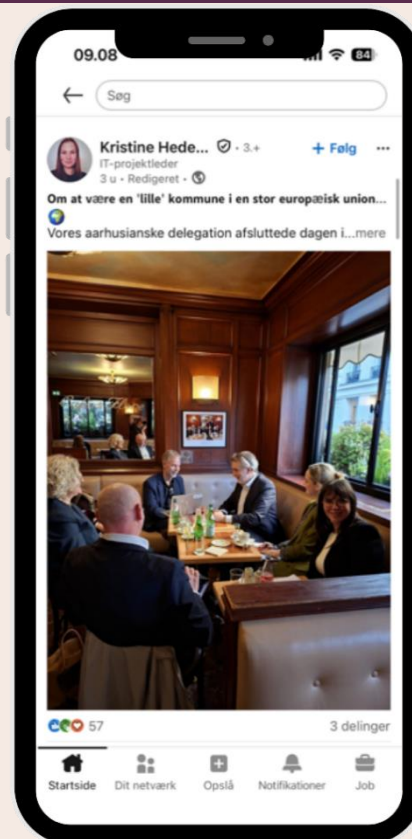 09.08
84
Søg
Kristine Hede... • 3.+
+ Følg
IT-projektleder
3 u • Redigeret •
Om at være en 'lille' kommune i en stor europæisk union...
Vores aarhusianske delegation afsluttede dagen i...mere
57
3 delinger
Startside
Dit netværk
Opslå
Notifikationer
Job